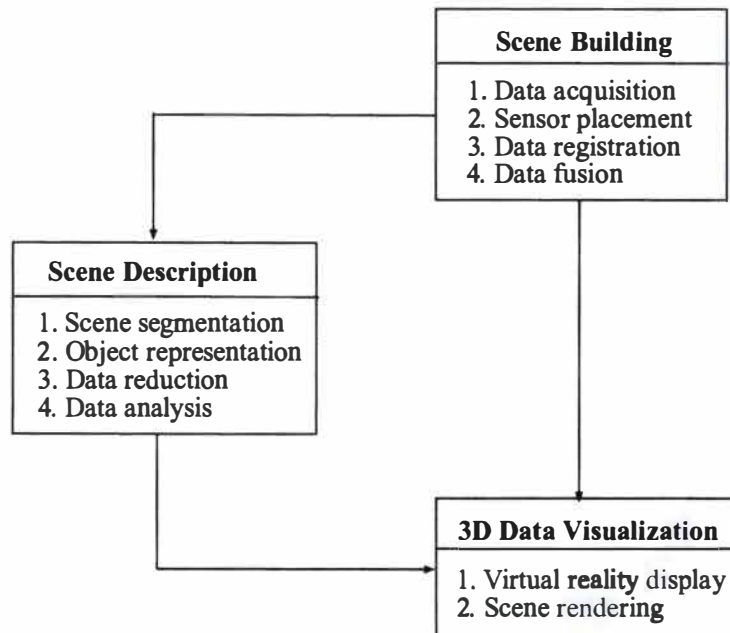 Scene Building
1. Data acquisition
2. Sensor placement
3. Data registration
4. Data fusion
Scene Description
1. Scene segmentation
2. Object representation
3. Data reduction
4. Data analysis
3D Data Visualization
1. Virtual reality display
2. Scene rendering